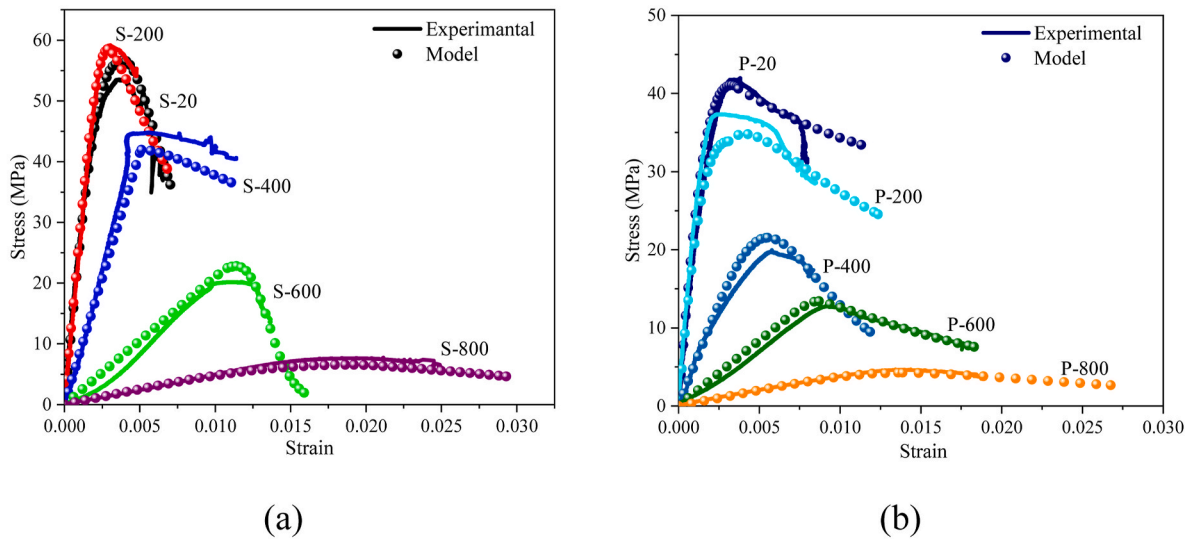 S-200
Experimantal
Model
S-20
S-400
S-600
S-800
60
50
40
30
20
10
0
Stress (MPa)
0.000 0.005 0.010 0.015 0.020 0.025 0.030
Strain
(a)
50
Experimental
Model
P-20
P-200
P-400
P-600
P-800
40
30
20
10
0
Stress (MPa)
0.000 0.005 0.010 0.015 0.020 0.025 0.030
Strain
(b)